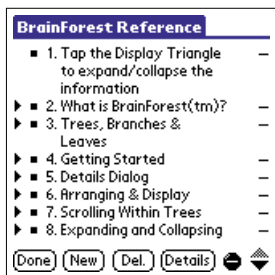 BrainForest Reference
1. Tap the Display Triangle
to expand/collapse the
information
2. What is BrainForest(tm)?
3. Trees, Branches &
Leaves
4. Getting Started
5. Details Dialog
6. Arranging & Display
7. Scrolling Within Trees
8. Expanding and Collapsing
Done New Del. Details